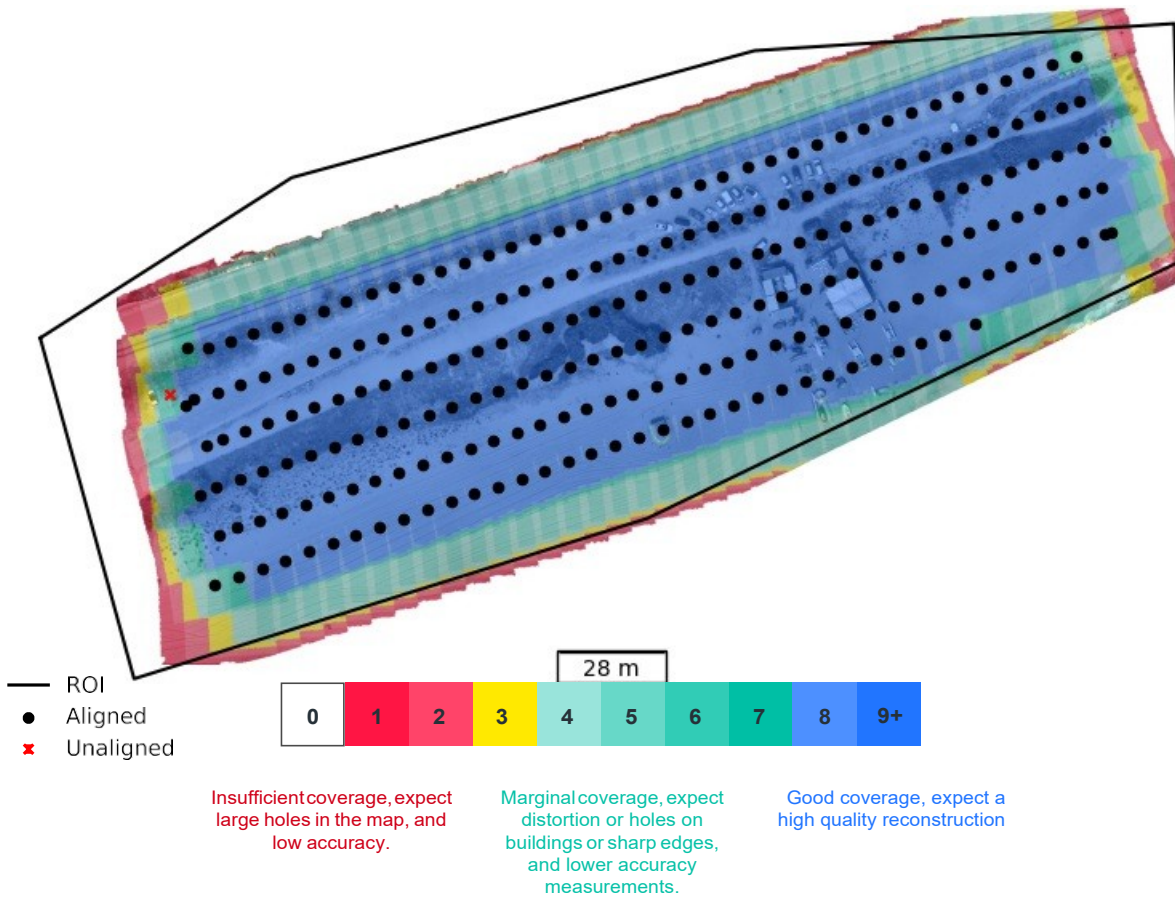 28 m
ROI
Aligned
Unaligned
0 1 2 3 4 5 6 7 8 9+
Insufficient coverage, expect
large holes in the map, and
low accuracy.
Marginal coverage, expect
distortion or holes on
buildings or sharp edges,
and lower accuracy
measurements.
Good coverage, expect a
high quality reconstruction